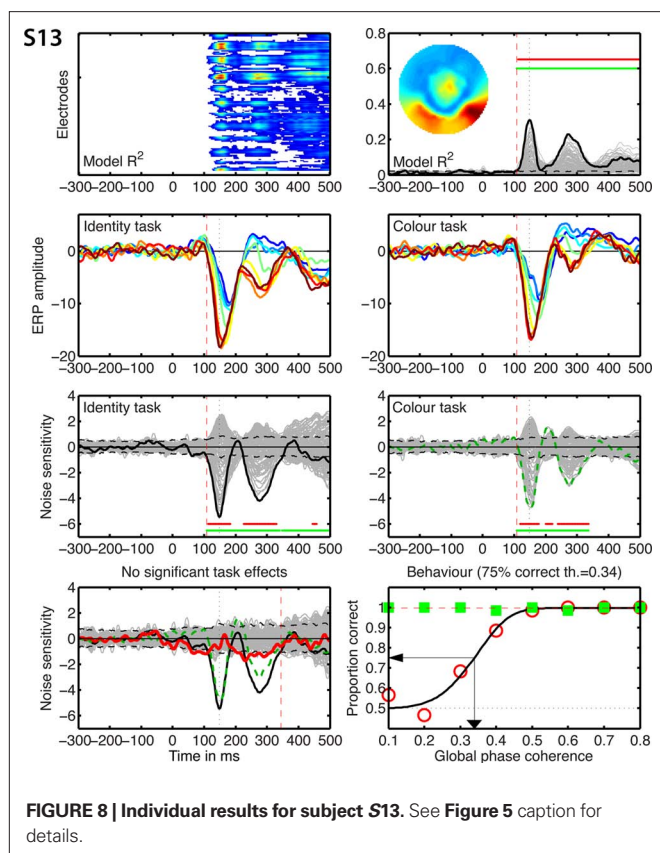 S13
Electrodes
Model R²
-300-200-100 0 100 200 300 400 500
0.8
0.6
0.4
0.2
0
Model R²
-300-200-100 0 100 200 300 400 500
Identity task
ERP amplitude
0
-10
-20
-300-200-100 0 100 200 300 400 500
Colour task
0
-10
-20
-300-200-100 0 100 200 300 400 500
Identity task
Noise sensitivity
4
2
0
-2
-4
-6
-300-200-100 0 100 200 300 400 500
Colour task
Noise sensitivity
4
2
0
-2
-4
-6
-300-200-100 0 100 200 300 400 500
No significant task effects
Noise sensitivity
4
2
0
-2
-4
-6
-300-200-100 0 100 200 300 400 500
Time in ms
Behaviour (75% correct th.=0.34)
Proportion correct
1
0.9
0.8
0.7
0.6
0.5
0.1 0.2 0.3 0.4 0.5 0.6 0.7 0.8
Global phase coherence
FIGURE 8 | Individual results for subject S13. See Figure 5 caption for
details.